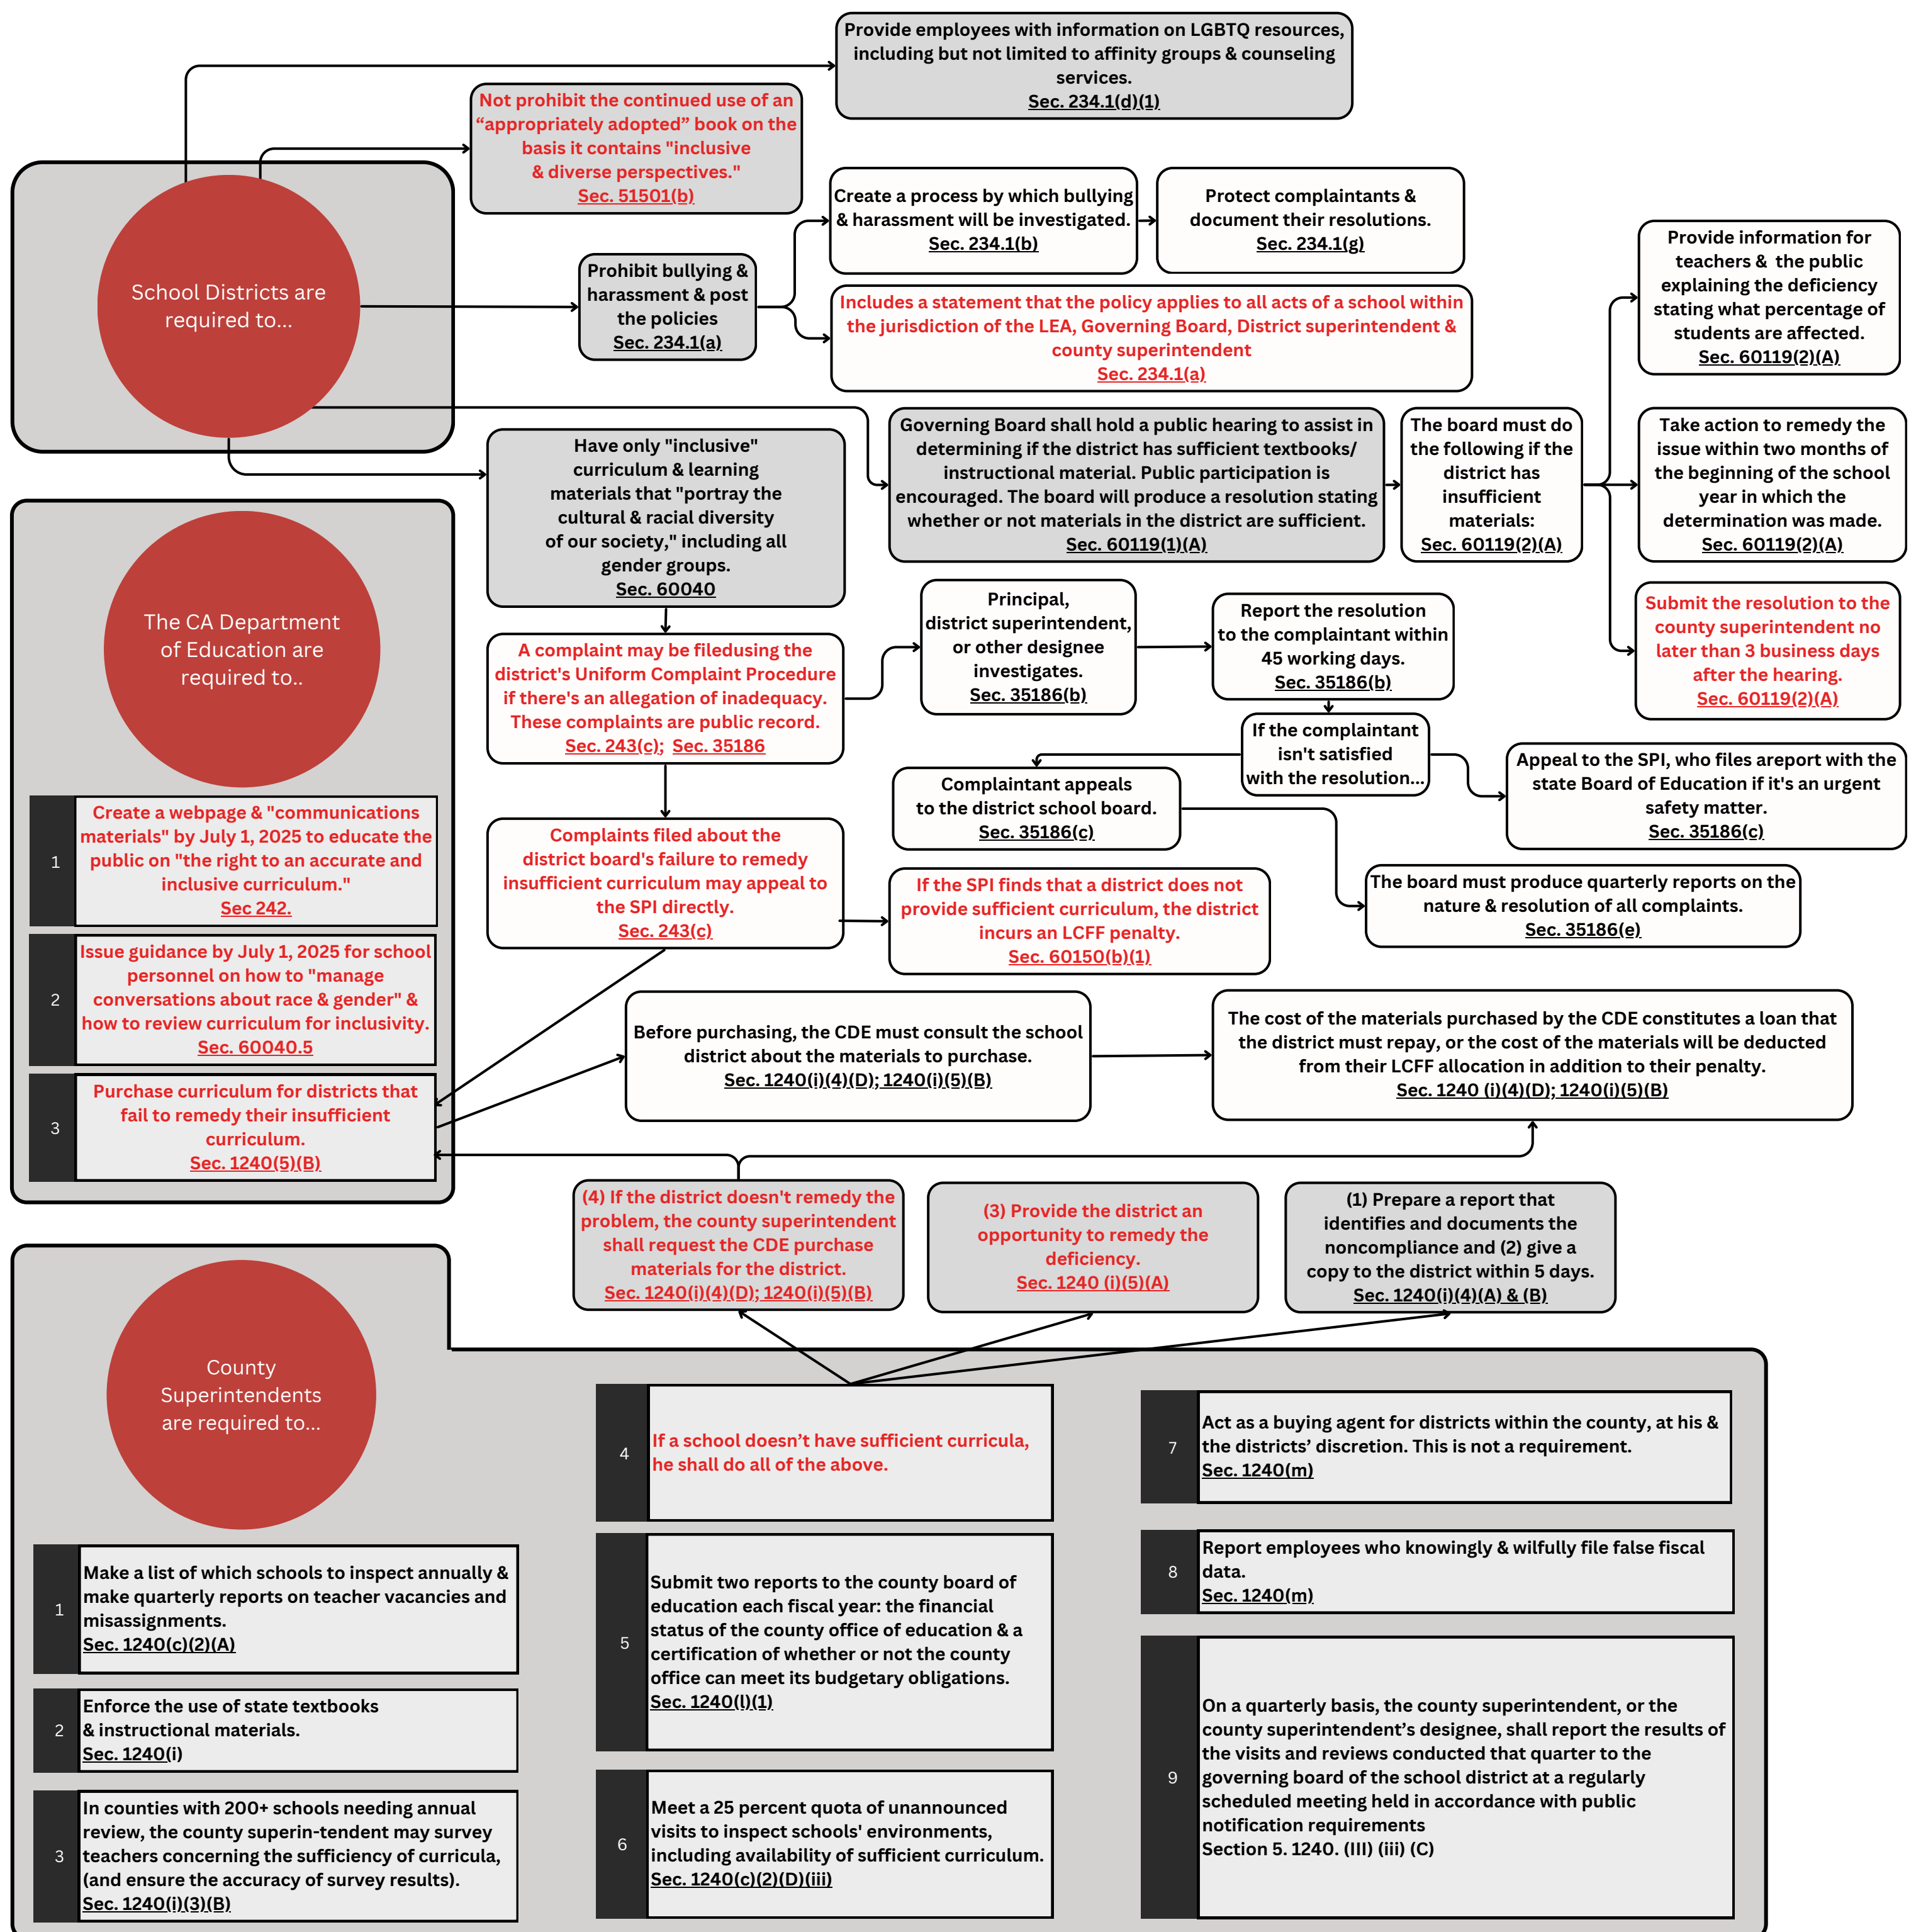 Provide employees with information on LGBTQ resources,
including but not limited to affinity groups & counseling
services.
Sec. 234.1(d)(1)
Not prohibit the continued use of an
“appropriately adopted” book on the
basis it contains "inclusive
& diverse perspectives."
Sec. 51501(b)
School Districts are
required to...
Prohibit bullying &
harassment & post
the policies
Sec. 234.1(a)
Create a process by which bullying
& harassment will be investigated.
Sec. 234.1(b)
Protect complainants &
document their resolutions.
Sec. 234.1(g)
Includes a statement that the policy applies to all acts of a school within
the jurisdiction of the LEA, Governing Board, District superintendent &
county superintendent
Sec. 234.1(a)
Provide information for
teachers &  the public
explaining the deficiency
stating what percentage of
students are affected.
Sec. 60119(2)(A)
Have only "inclusive"
curriculum & learning
materials that "portray the
cultural & racial diversity
of our society," including all
gender groups.
Sec. 60040
Governing Board shall hold a public hearing to assist in
determining if the district has sufficient textbooks/
instructional material. Public participation is
encouraged. The board will produce a resolution stating
whether or not materials in the district are sufficient.
Sec. 60119(1)(A)
The board must do
the following if the
district has
insufficient
materials:
Sec. 60119(2)(A)
Take action to remedy the
issue within two months of
the beginning of the school
year in which the
determination was made.
Sec. 60119(2)(A)
Submit the resolution to the
county superintendent no
later than 3 business days
after the hearing.
Sec. 60119(2)(A)
A complaint may be filedusing the
district's Uniform Complaint Procedure
if there's an allegation of inadequacy.
These complaints are public record.
Sec. 243(c);  Sec. 35186
Principal,
district superintendent,
or other designee
investigates.
Sec. 35186(b)
Report the resolution
to the complainant within
45 working days.
Sec. 35186(b)
If the complainant
isn't satisfied
with the resolution...
Complainant appeals
to the district school board.
Sec. 35186(c)
Appeal to the SPI, who files areport with the
state Board of Education if it's an urgent
safety matter.
Sec. 35186(c)
The board must produce quarterly reports on the
nature & resolution of all complaints.
Sec. 35186(e)
Complaints filed about the
district board's failure to remedy
insufficient curriculum may appeal to
the SPI directly.
Sec. 243(c)
If the SPI finds that a district does not
provide sufficient curriculum, the district
incurs an LCFF penalty.
Sec. 60150(b)(1)
The CA Department
of Education are
required to..
1
Create a webpage & "communications
materials" by July 1, 2025 to educate the
public on "the right to an accurate and
inclusive curriculum."
Sec 242.
2
Issue guidance by July 1, 2025 for school
personnel on how to "manage
conversations about race & gender" &
how to review curriculum for inclusivity.
Sec. 60040.5
3
Purchase curriculum for districts that
fail to remedy their insufficient
curriculum.
Sec. 1240(5)(B)
Before purchasing, the CDE must consult the school
district about the materials to purchase.
Sec. 1240(i)(4)(D); 1240(i)(5)(B)
The cost of the materials purchased by the CDE constitutes a loan that
the district must repay, or the cost of the materials will be deducted
from their LCFF allocation in addition to their penalty.
Sec. 1240 (i)(4)(D); 1240(i)(5)(B)
(4) If the district doesn't remedy the
problem, the county superintendent
shall request the CDE purchase
materials for the district.
Sec. 1240(i)(4)(D); 1240(i)(5)(B)
(3) Provide the district an
opportunity to remedy the
deficiency.
Sec. 1240 (i)(5)(A)
(1) Prepare a report that
identifies and documents the
noncompliance and (2) give a
copy to the district within 5 days.
Sec. 1240(i)(4)(A) & (B)
County
Superintendents
are required to...
1
Make a list of which schools to inspect annually &
make quarterly reports on teacher vacancies and
misassignments.
Sec. 1240(c)(2)(A)
2
Enforce the use of state textbooks
& instructional materials.
Sec. 1240(i)
3
In counties with 200+ schools needing annual
review, the county superin-tendent may survey
teachers concerning the sufficiency of curricula,
(and ensure the accuracy of survey results).
Sec. 1240(i)(3)(B)
4
If a school doesn’t have sufficient curricula,
he shall do all of the above.
5
Submit two reports to the county board of
education each fiscal year: the financial
status of the county office of education & a
certification of whether or not the county
office can meet its budgetary obligations.
Sec. 1240(l)(1)
6
Meet a 25 percent quota of unannounced
visits to inspect schools' environments,
including availability of sufficient curriculum.
Sec. 1240(c)(2)(D)(iii)
7
Act as a buying agent for districts within the county, at his &
the districts’ discretion. This is not a requirement.
Sec. 1240(m)
8
Report employees who knowingly & wilfully file false fiscal
data.
Sec. 1240(m)
9
On a quarterly basis, the county superintendent, or the
county superintendent’s designee, shall report the results of
the visits and reviews conducted that quarter to the
governing board of the school district at a regularly
scheduled meeting held in accordance with public
notification requirements
Section 5. 1240. (III) (iii) (C)